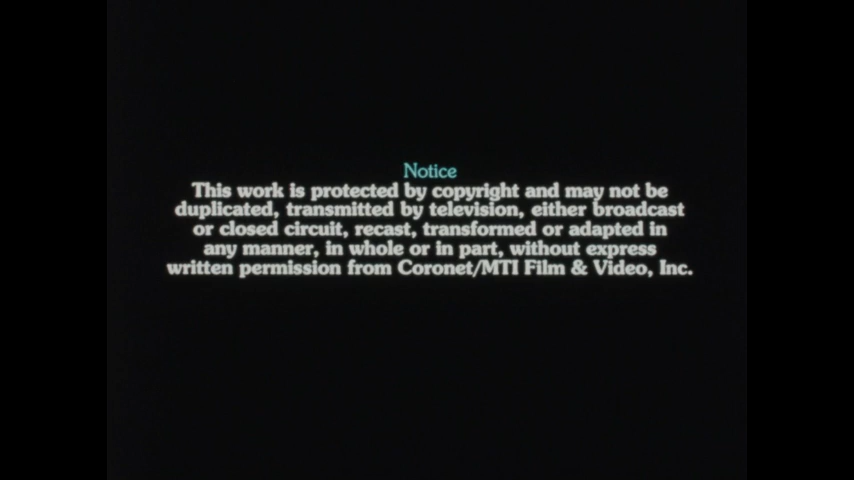 Notice
This work is protected by copyright and may not be
duplicated, transmitted by television, either broadcast
or closed circuit, recast, transformed or adapted in
any manner, in whole or in part, without express
written permission from Coronet/MTI Film & Video, Inc.